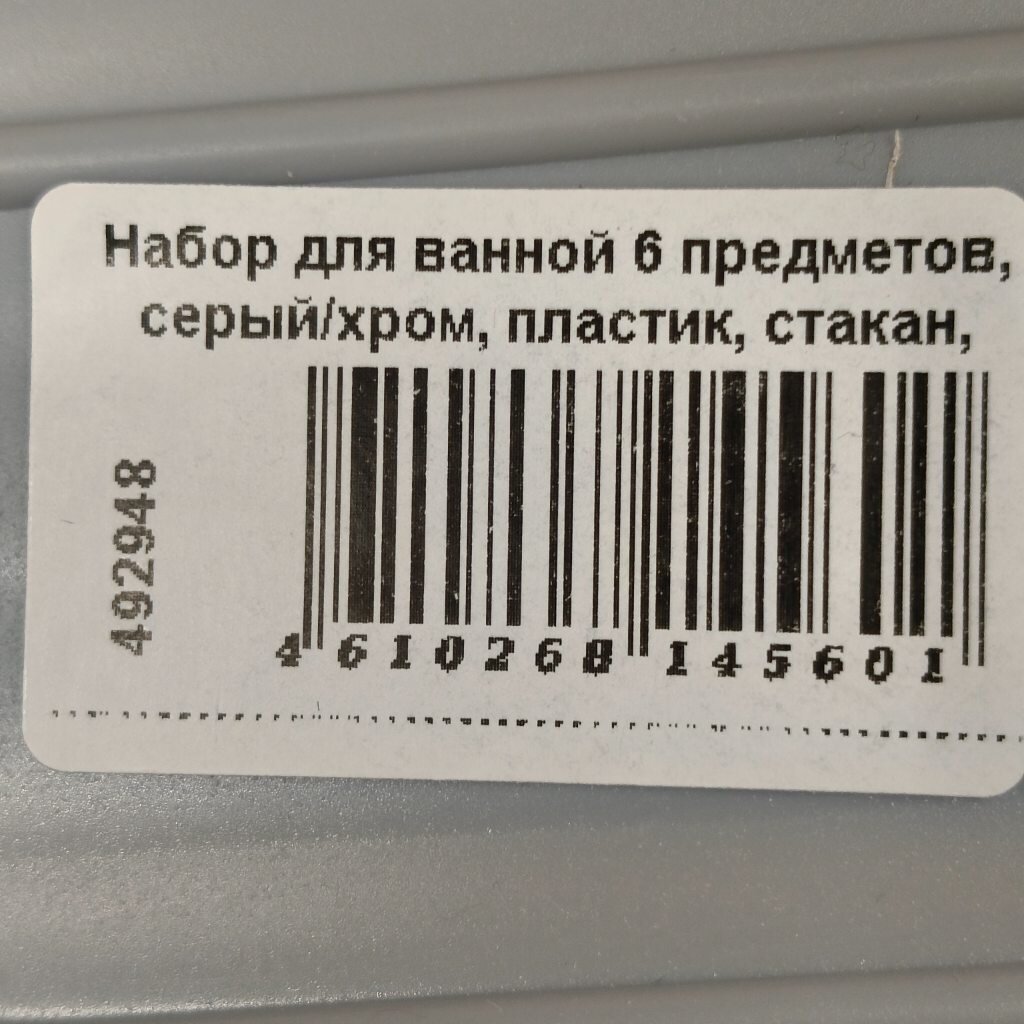 Набор для ванной 6 предметов,
серый/хром, пластик, стакан,
492948
4 610268 145601